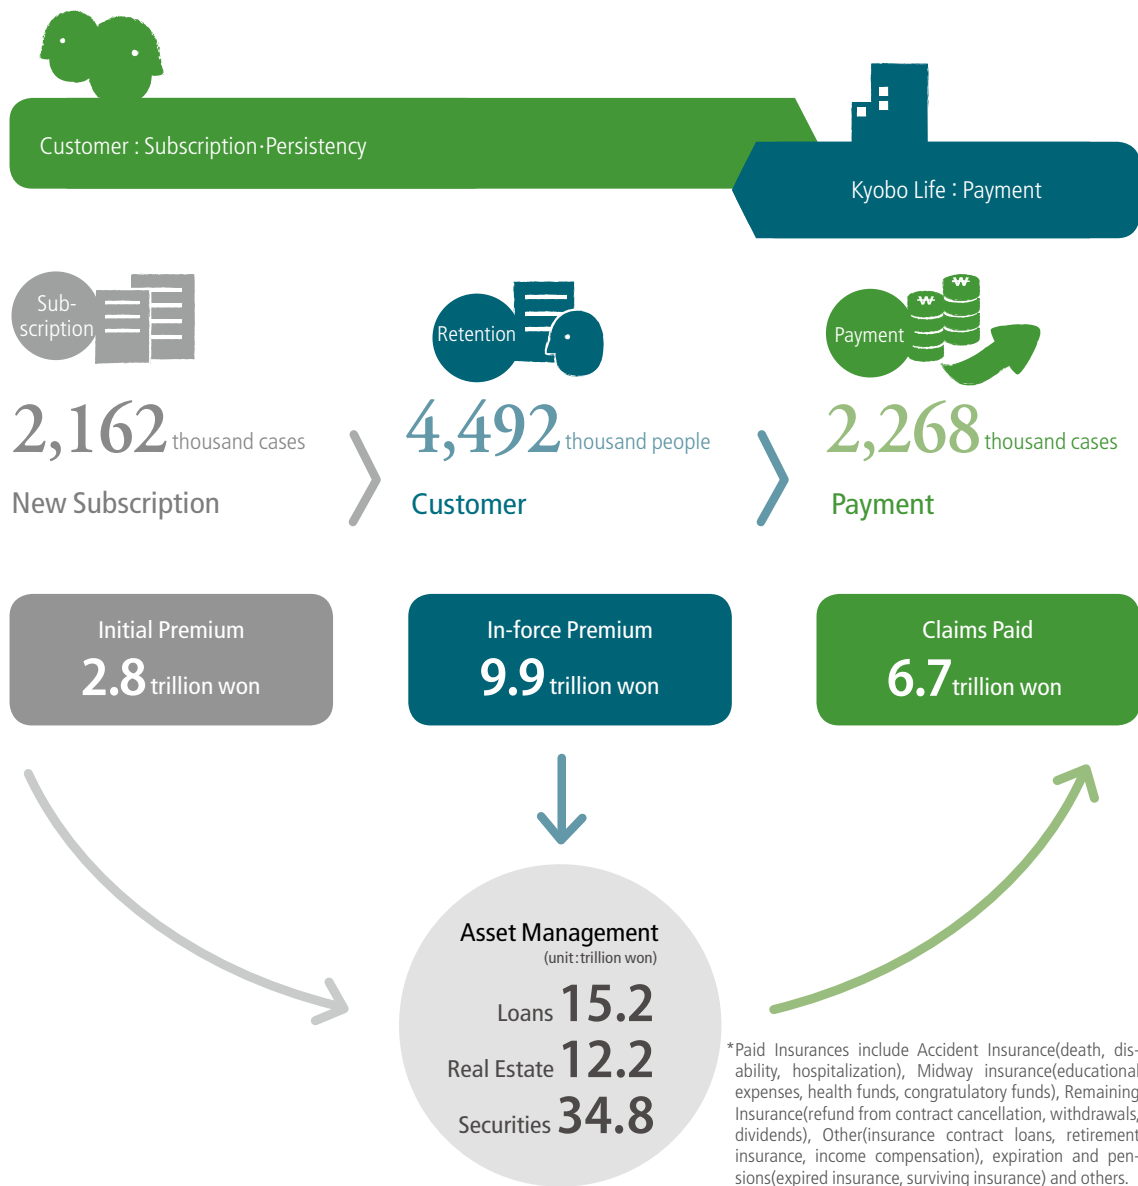 Customer : Subscription·Persistency
Kyobo Life : Payment
Sub-
scription
Retention
Payment
₩
₩
2,162 thousand cases
New Subscription
4,492 thousand people
Customer
2,268 thousand cases
Payment
Initial Premium
2.8 trillion won
In-force Premium
9.9 trillion won
Claims Paid
6.7 trillion won
Asset Management
(unit:trillion won)
Loans 15.2
Real Estate 12.2
Securities 34.8
*Paid Insurances include Accident Insurance(death, dis-
ability, hospitalization), Midway insurance(educational
expenses, health funds, congratulatory funds), Remaining
Insurance(refund from contract cancellation, withdrawals,
dividends), Other(insurance contract loans, retirement
insurance, income compensation), expiration and pen-
sions(expired insurance, surviving insurance) and others.